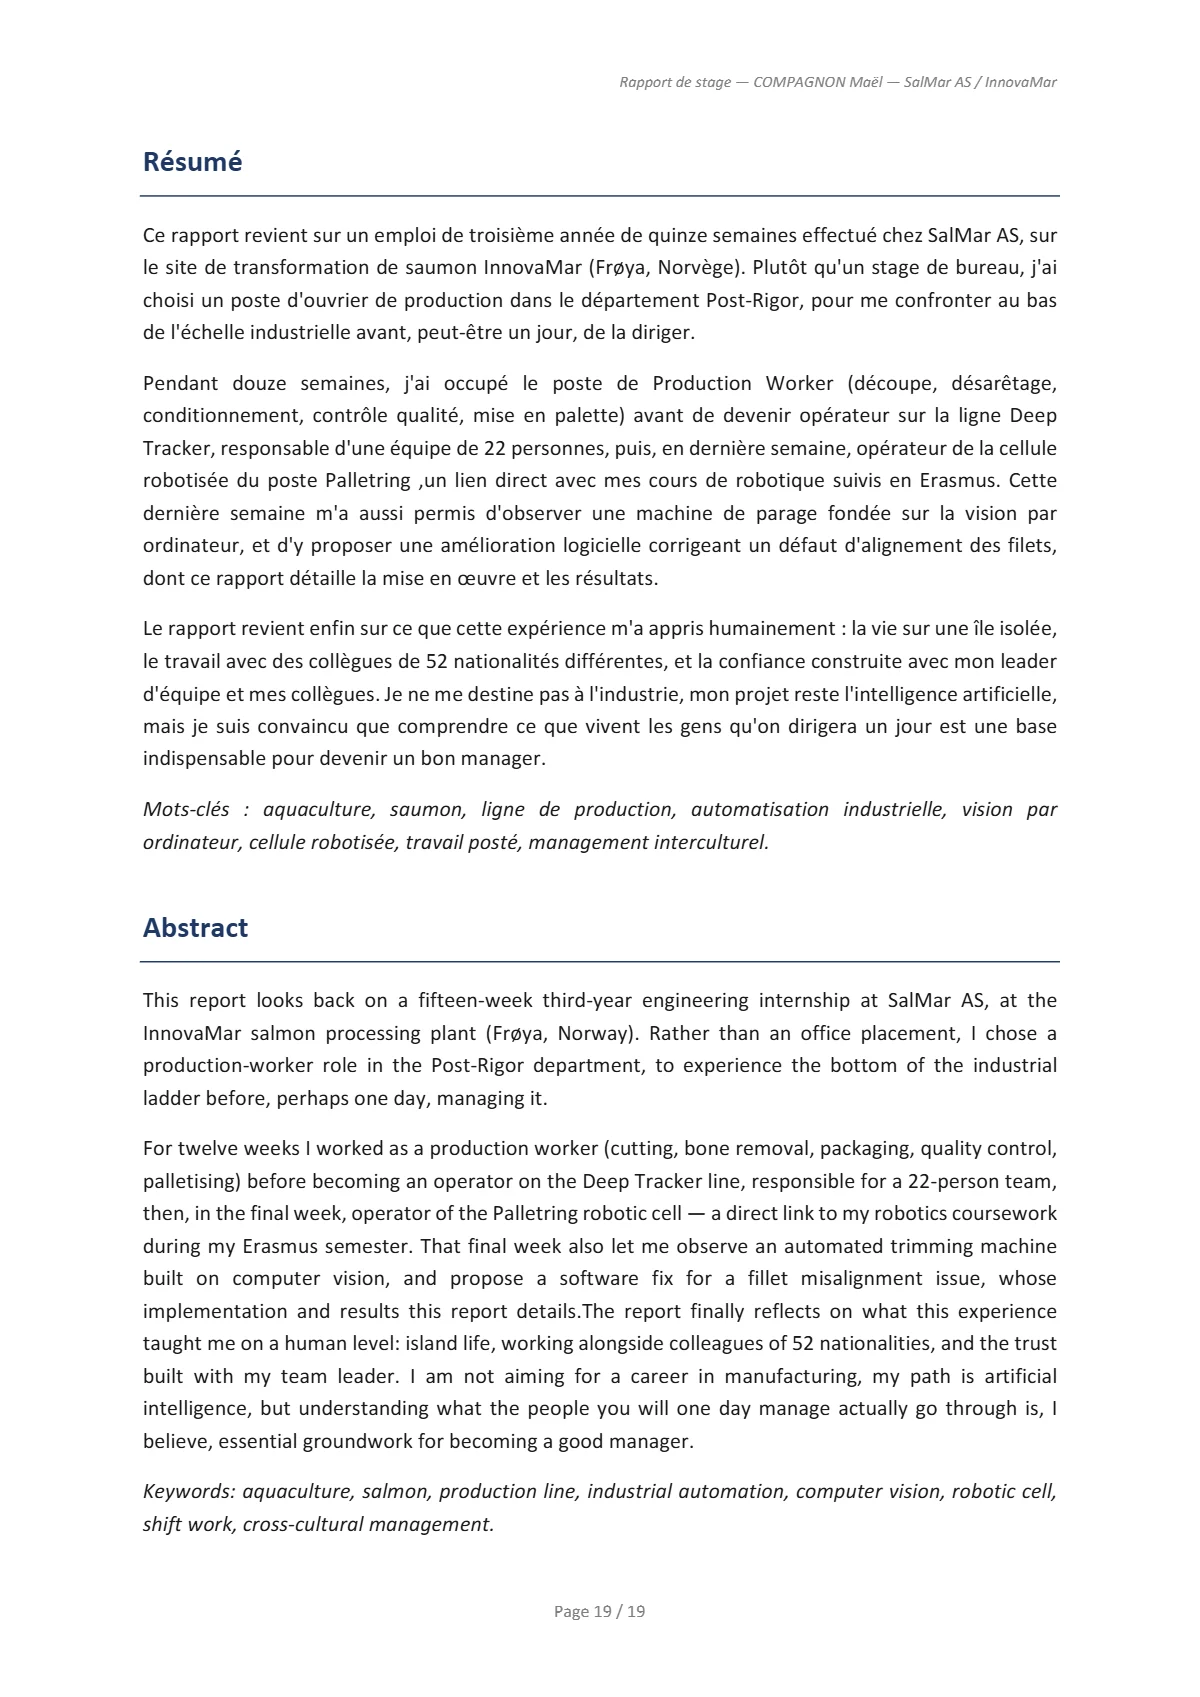 Rapport de stage — COMPAGNON Maël — SalMar AS / InnovaMar
Résumé
Ce rapport revient sur un emploi de troisième année de quinze semaines effectué chez SalMar AS, sur
le site de transformation de saumon InnovaMar (Frøya, Norvège). Plutôt qu'un stage de bureau, j'ai
choisi un poste d'ouvrier de production dans le département Post-Rigor, pour me confronter au bas
de l'échelle industrielle avant, peut-être un jour, de la diriger.
Pendant douze semaines, j'ai occupé le poste de Production Worker (découpe, désarêtage,
conditionnement, contrôle qualité, mise en palette) avant de devenir opérateur sur la ligne Deep
Tracker, responsable d'une équipe de 22 personnes, puis, en dernière semaine, opérateur de la cellule
robotisée du poste Palletring ,un lien direct avec mes cours de robotique suivis en Erasmus. Cette
dernière semaine m'a aussi permis d'observer une machine de parage fondée sur la vision par
ordinateur, et d'y proposer une amélioration logicielle corrigeant un défaut d'alignement des filets,
dont ce rapport détaille la mise en œuvre et les résultats.
Le rapport revient enfin sur ce que cette expérience m'a appris humainement : la vie sur une île isolée,
le travail avec des collègues de 52 nationalités différentes, et la confiance construite avec mon leader
d'équipe et mes collègues. Je ne me destine pas à l'industrie, mon projet reste l'intelligence artificielle,
mais je suis convaincu que comprendre ce que vivent les gens qu'on dirigera un jour est une base
indispensable pour devenir un bon manager.
Mots-clés : aquaculture, saumon, ligne de production, automatisation industrielle, vision par
ordinateur, cellule robotisée, travail posté, management interculturel.
Abstract
This report looks back on a fifteen-week third-year engineering internship at SalMar AS, at the
InnovaMar salmon processing plant (Frøya, Norway). Rather than an office placement, I chose a
production-worker role in the Post-Rigor department, to experience the bottom of the industrial
ladder before, perhaps one day, managing it.
For twelve weeks I worked as a production worker (cutting, bone removal, packaging, quality control,
palletising) before becoming an operator on the Deep Tracker line, responsible for a 22-person team,
then, in the final week, operator of the Palletring robotic cell — a direct link to my robotics coursework
during my Erasmus semester. That final week also let me observe an automated trimming machine
built on computer vision, and propose a software fix for a fillet misalignment issue, whose
implementation and results this report details.The report finally reflects on what this experience
taught me on a human level: island life, working alongside colleagues of 52 nationalities, and the trust
built with my team leader. I am not aiming for a career in manufacturing, my path is artificial
intelligence, but understanding what the people you will one day manage actually go through is, I
believe, essential groundwork for becoming a good manager.
Keywords: aquaculture, salmon, production line, industrial automation, computer vision, robotic cell,
shift work, cross-cultural management.
Page 19 / 19